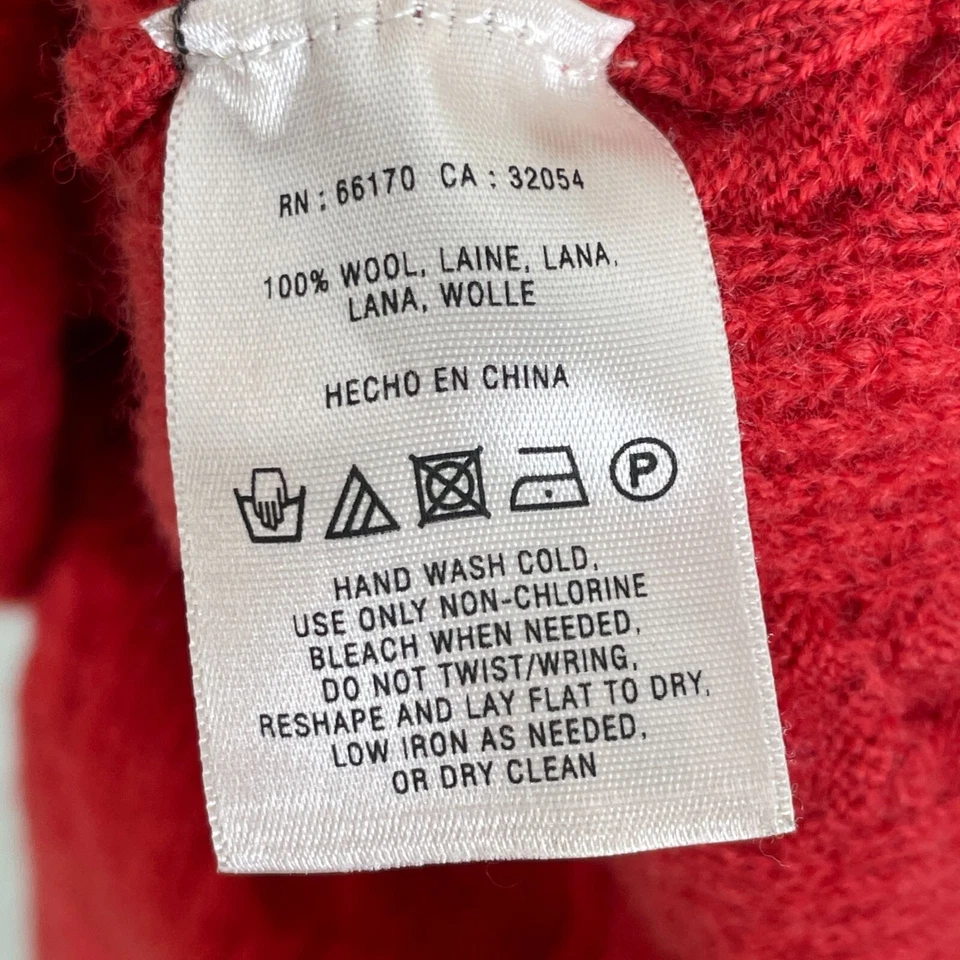 RN : 66170 CA : 32054
100% WOOL, LAINE, LANA,
LANA, WOLLE
HECHO EN CHINA
P
HAND WASH COLD,
USE ONLY NON-CHLORINE
BLEACH WHEN NEEDED,
DO NOT TWIST/WRING,
RESHAPE AND LAY FLAT TO DRY,
LOW IRON AS NEEDED,
OR DRY CLEAN